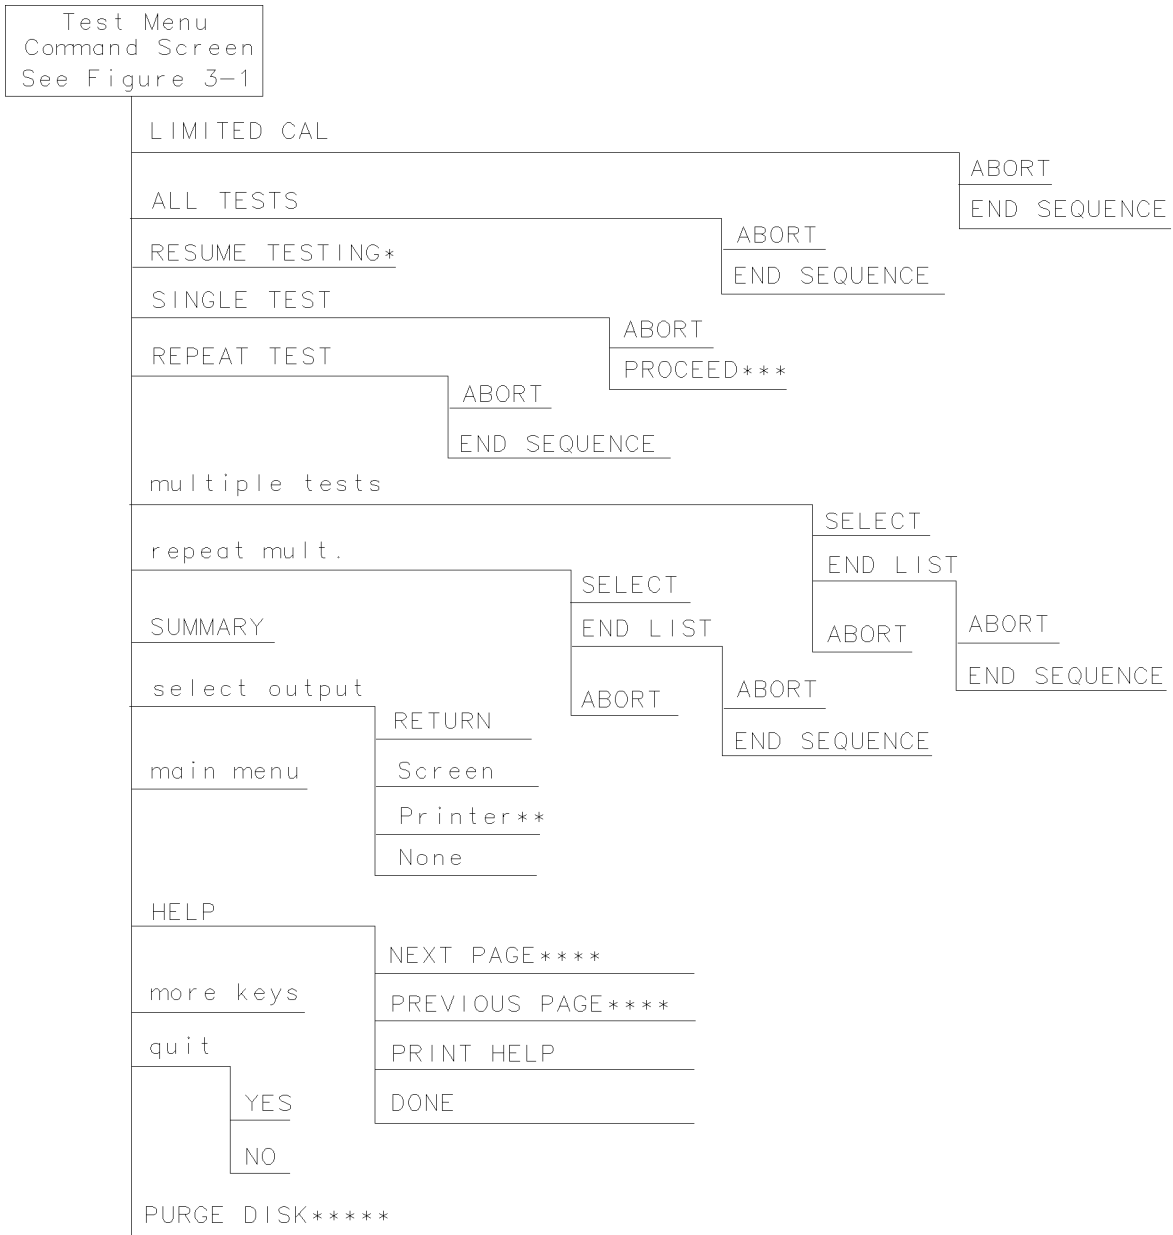 Test Menu
Command Screen
See Figure 3-1
LIMITED CAL
ABORT
END SEQUENCE
ALL TESTS
ABORT
END SEQUENCE
RESUME TESTING*
SINGLE TEST
ABORT
PROCEED***
REPEAT TEST
ABORT
END SEQUENCE
multiple tests
SELECT
END LIST
ABORT
END SEQUENCE
ABORT
repeat mult.
SELECT
END LIST
ABORT
END SEQUENCE
ABORT
SUMMARY
select output
RETURN
Screen
Printer**
None
main menu
HELP
NEXT PAGE****
PREVIOUS PAGE****
PRINT HELP
DONE
more keys
quit
YES
NO
PURGE DISK*****